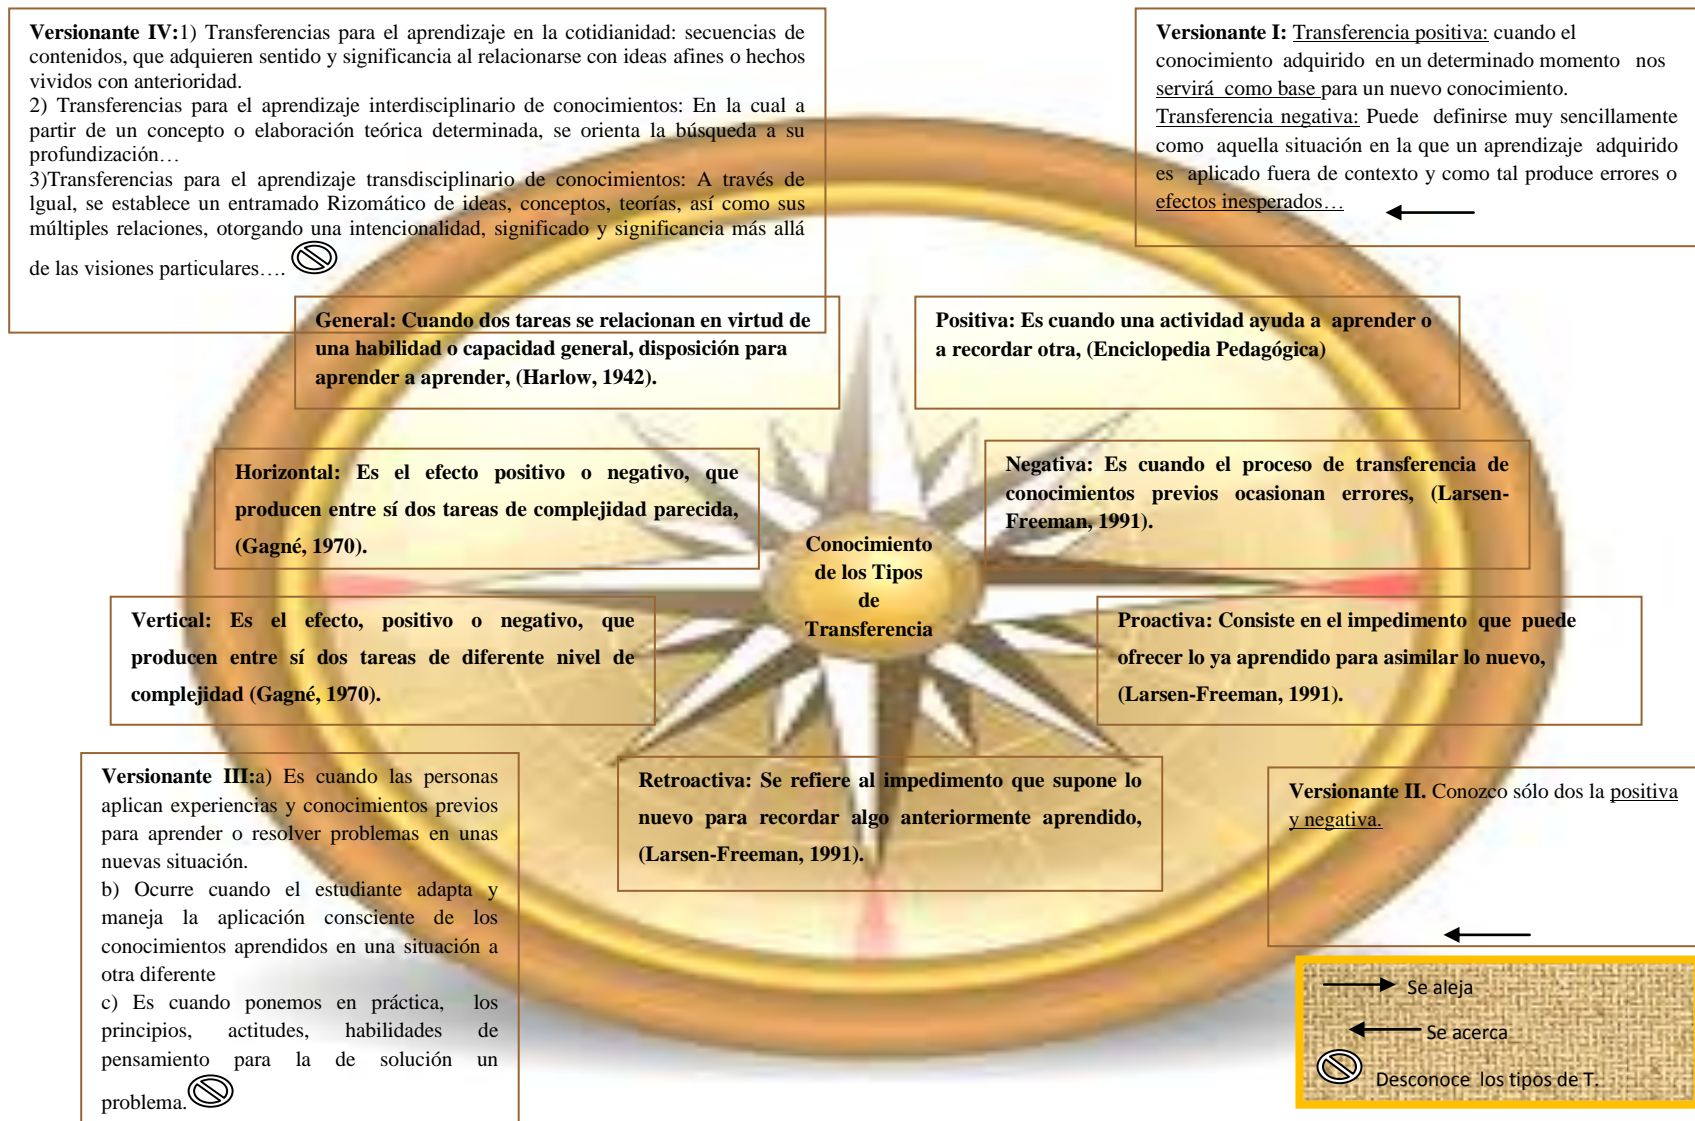 Versionante IV:1) Transferencias para el aprendizaje en la cotidianidad: secuencias de
contenidos, que adquieren sentido y significancia al relacionarse con ideas afines o hechos
vividos con anterioridad.
2) Transferencias para el aprendizaje interdisciplinario de conocimientos: En la cual a
partir de un concepto o elaboración teórica determinada, se orienta la búsqueda a su
profundización…
3)Transferencias para el aprendizaje transdisciplinario de conocimientos: A través de
lgual, se establece un entramado Rizomático de ideas, conceptos, teorías, así como sus
múltiples relaciones, otorgando una intencionalidad, significado y significancia más allá
de las visiones particulares….
Versionante I: Transferencia positiva: cuando el
conocimiento adquirido en un determinado momento nos
servirá como base para un nuevo conocimiento.
Transferencia negativa: Puede definirse muy sencillamente
como aquella situación en la que un aprendizaje adquirido
es aplicado fuera de contexto y como tal produce errores o
efectos inesperados…
General: Cuando dos tareas se relacionan en virtud de
una habilidad o capacidad general, disposición para
aprender a aprender, (Harlow, 1942).
Positiva: Es cuando una actividad ayuda a aprender o
a recordar otra, (Enciclopedia Pedagógica)
Horizontal: Es el efecto positivo o negativo, que
producen entre sí dos tareas de complejidad parecida,
(Gagné, 1970).
Negativa: Es cuando el proceso de transferencia de
conocimientos previos ocasionan errores, (Larsen-
Freeman, 1991).
Conocimiento
de los Tipos
de
Transferencia
Vertical: Es el efecto, positivo o negativo, que
producen entre sí dos tareas de diferente nivel de
complejidad (Gagné, 1970).
Proactiva: Consiste en el impedimento que puede
ofrecer lo ya aprendido para asimilar lo nuevo,
(Larsen-Freeman, 1991).
Versionante III:a) Es cuando las personas
aplican experiencias y conocimientos previos
para aprender o resolver problemas en unas
nuevas situación.
b) Ocurre cuando el estudiante adapta y
maneja la aplicación consciente de los
conocimientos aprendidos en una situación a
otra diferente
c) Es cuando ponemos en práctica, los
principios, actitudes, habilidades de
pensamiento para la de solución un
problema.
Retroactiva: Se refiere al impedimento que supone lo
nuevo para recordar algo anteriormente aprendido,
(Larsen-Freeman, 1991).
Versionante II. Conozco sólo dos la positiva
y negativa.
Se aleja
Se acerca
Desconoce los tipos de T.